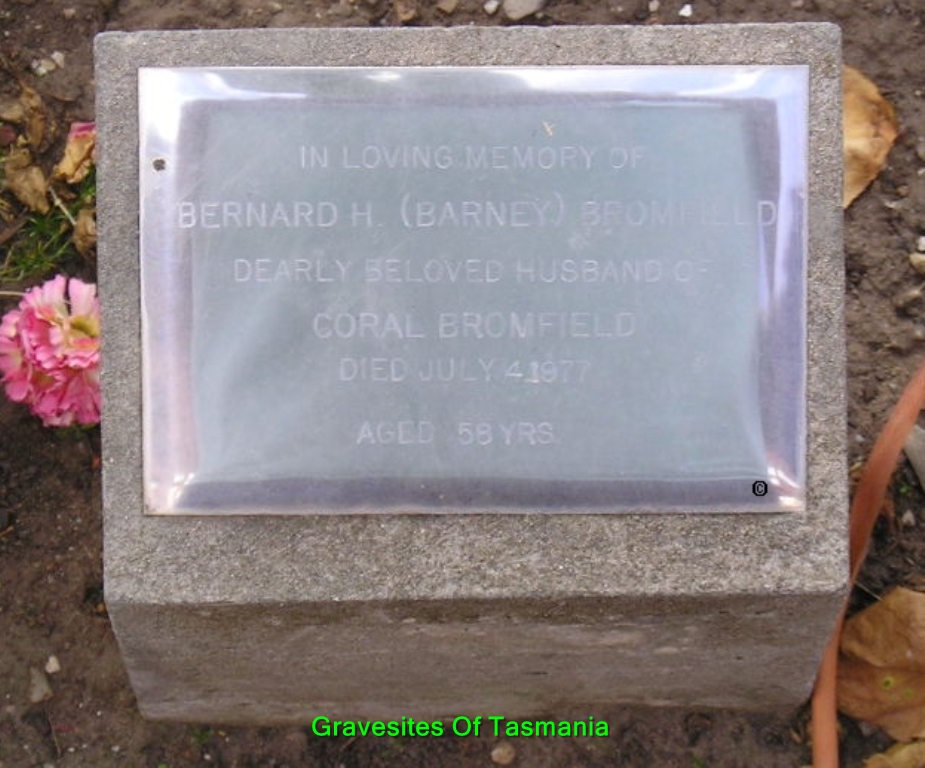 IN LOVING MEMORY OF
BERNARD H. (BARNEY) BROMFIELD
DEARLY BELOVED HUSBAND OF
CORAL BROMFIELD
DIED JULY 4 1977
AGED 58 YRS
©
Gravesites Of Tasmania